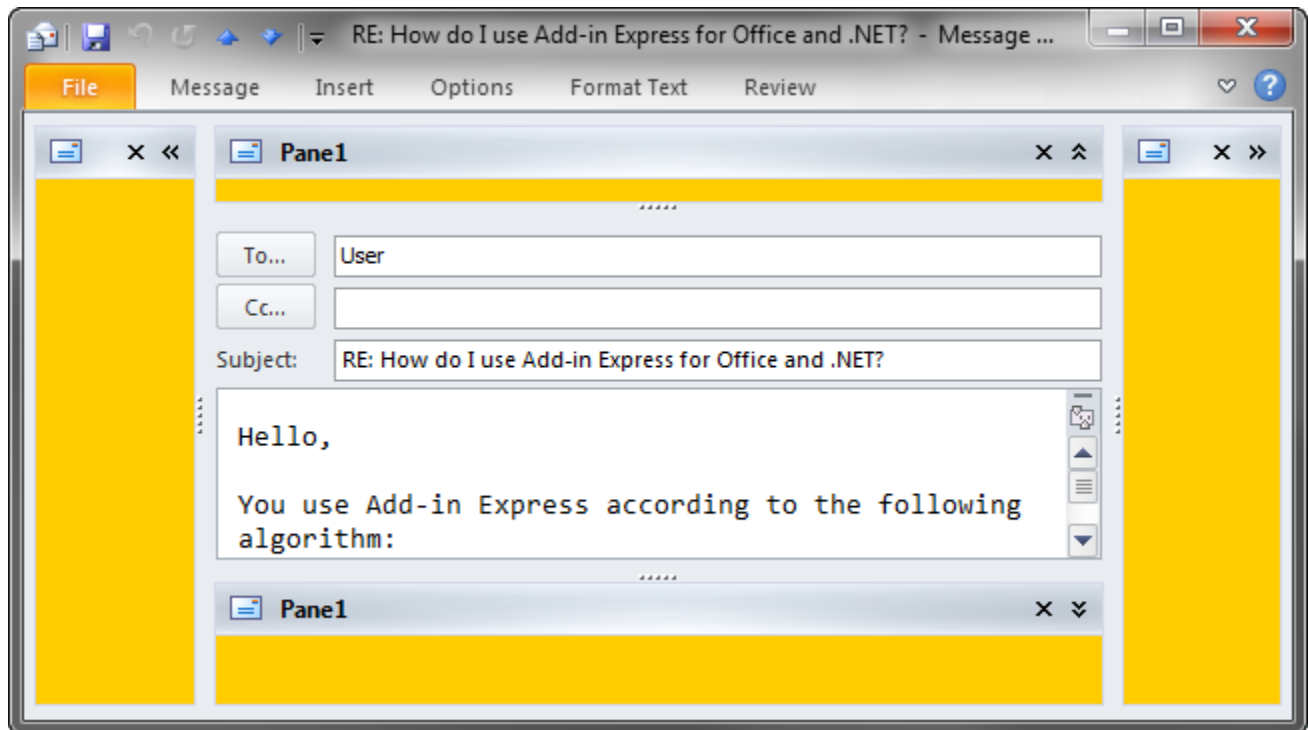 RE: How do I use Add-in Express for Office and .NET? - Message ...
File Message Insert Options Format Text Review
Pane1
To... User
Cc...
Subject: RE: How do I use Add-in Express for Office and .NET?
Hello,
You use Add-in Express according to the following
algorithm:
Pane1